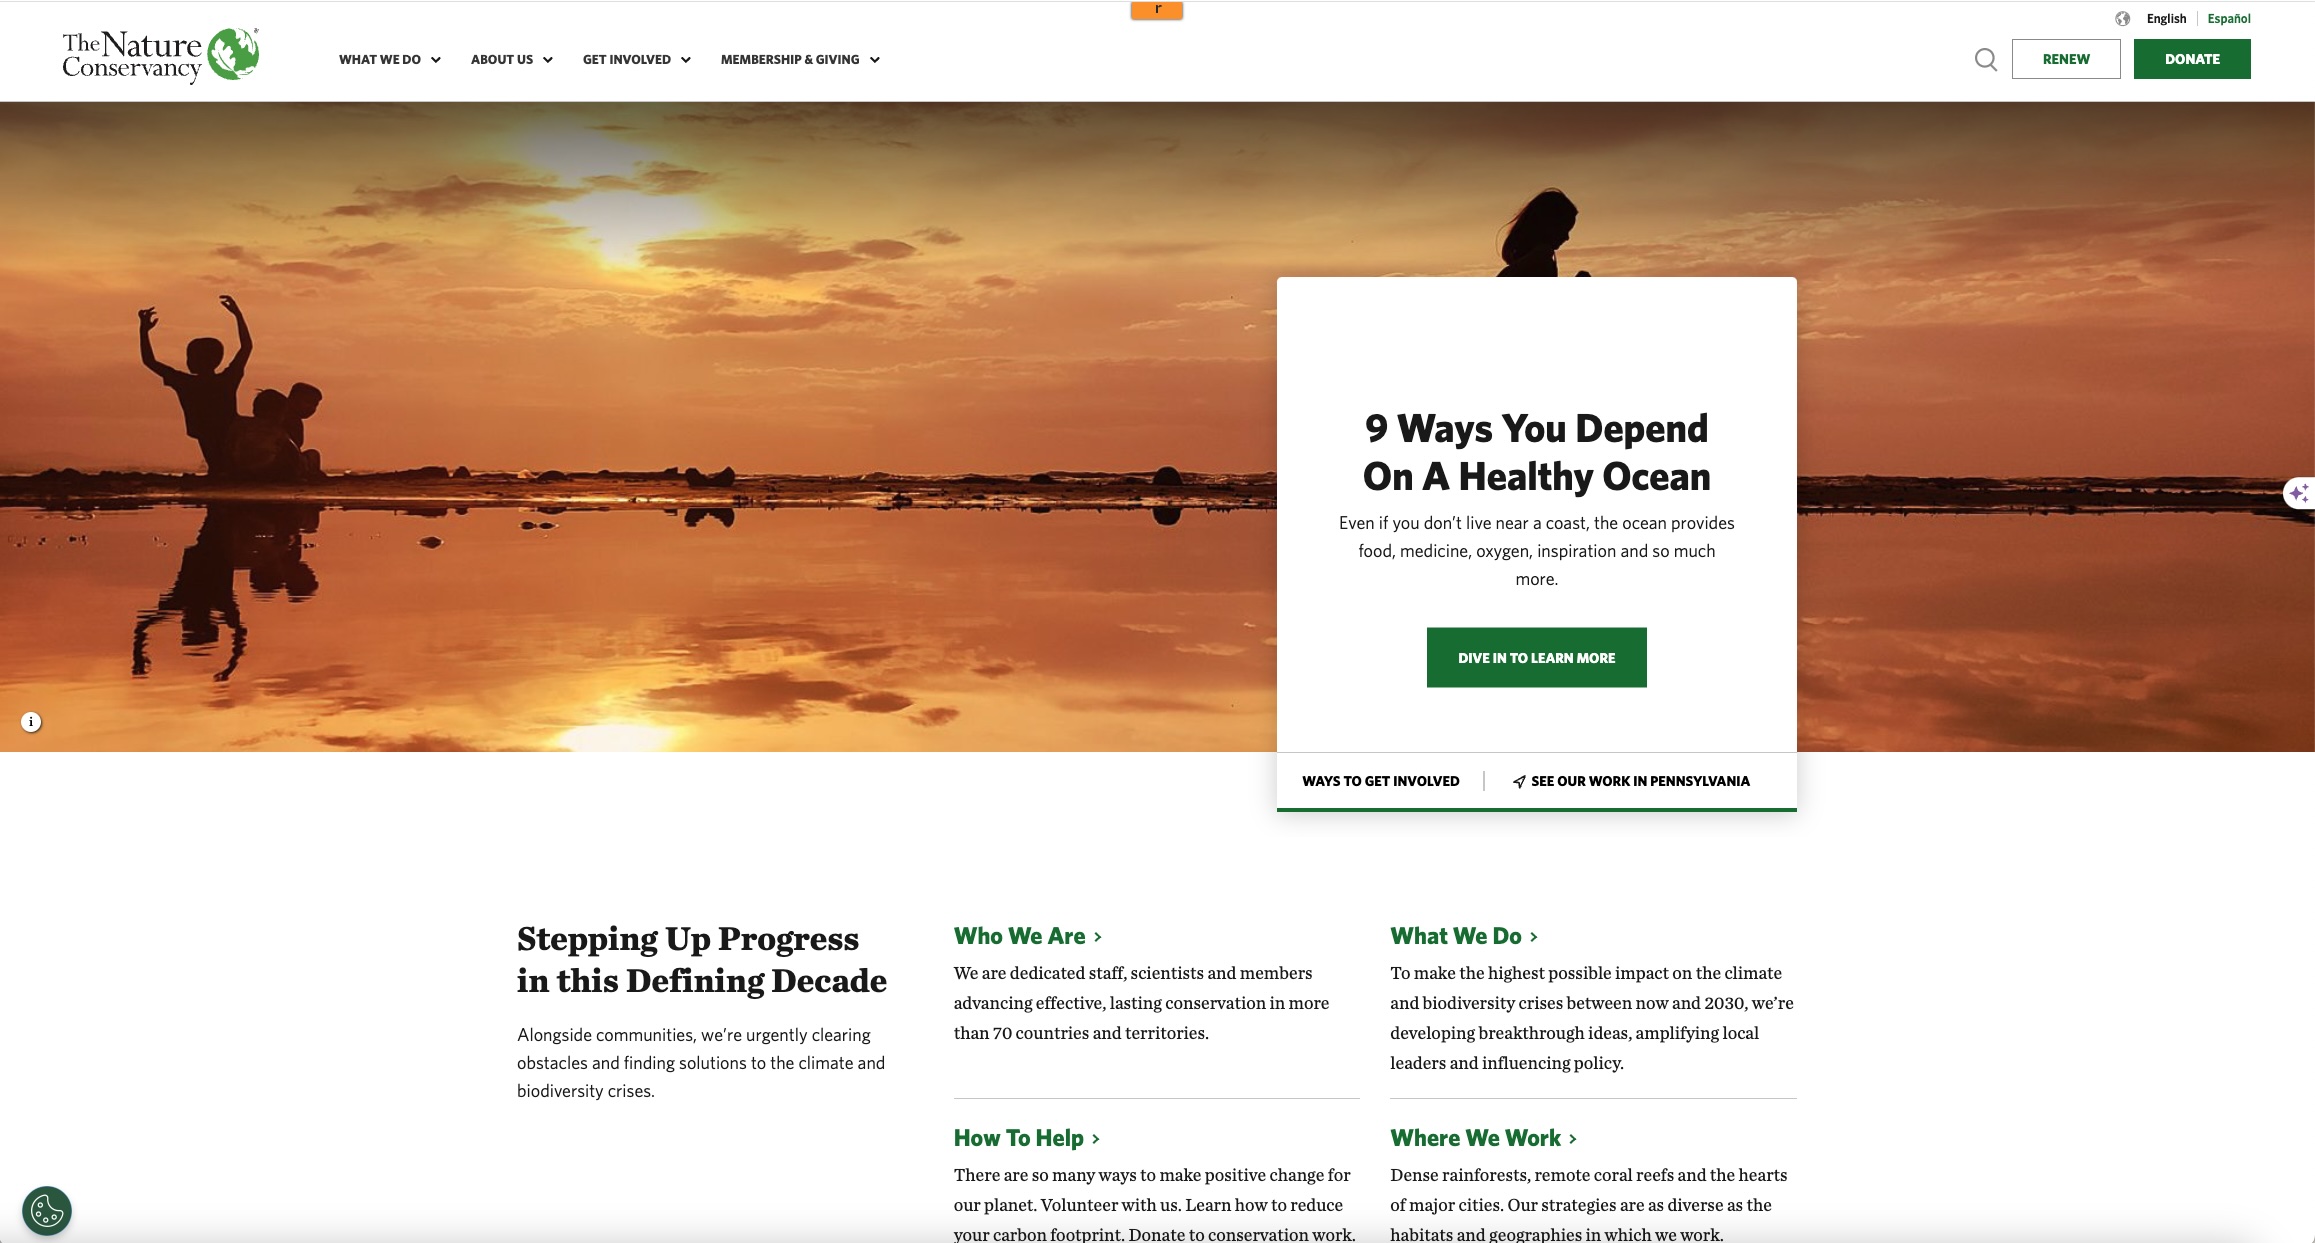 r
English
Español
The Nature
Conservancy
WHAT WE DO
ABOUT US
GET INVOLVED
MEMBERSHIP & GIVING
RENEW
DONATE
9 Ways You Depend
On A Healthy Ocean
Even if you don’t live near a coast, the ocean provides
food, medicine, oxygen, inspiration and so much
more.
DIVE IN TO LEARN MORE
i
WAYS TO GET INVOLVED
SEE OUR WORK IN PENNSYLVANIA
Stepping Up Progress
in this Defining Decade
Alongside communities, we’re urgently clearing
obstacles and finding solutions to the climate and
biodiversity crises.
Who We Are ›
We are dedicated staff, scientists and members
advancing effective, lasting conservation in more
than 70 countries and territories.
What We Do ›
To make the highest possible impact on the climate
and biodiversity crises between now and 2030, we’re
developing breakthrough ideas, amplifying local
leaders and influencing policy.
How To Help ›
There are so many ways to make positive change for
our planet. Volunteer with us. Learn how to reduce
your carbon footprint. Donate to conservation work.
Where We Work ›
Dense rainforests, remote coral reefs and the hearts
of major cities. Our strategies are as diverse as the
habitats and geographies in which we work.